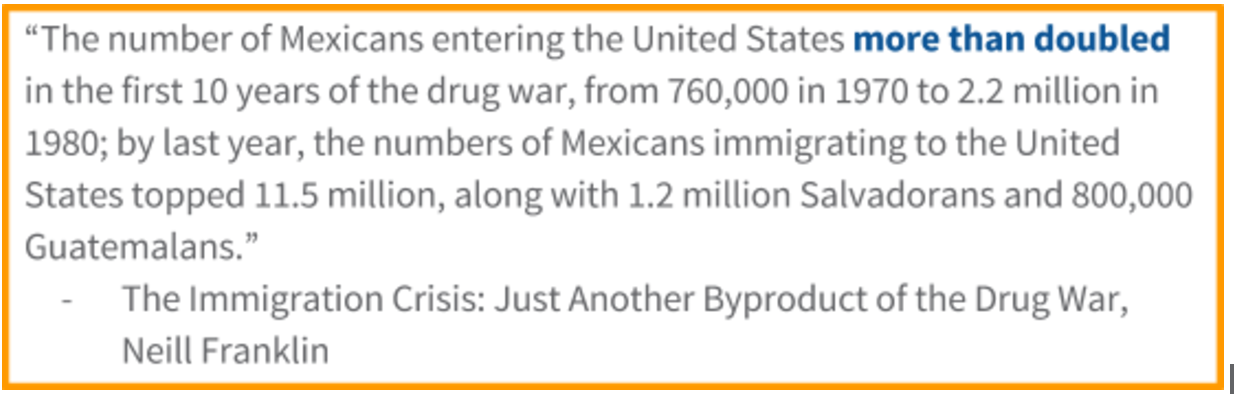 “The number of Mexicans entering the United States more than doubled
in the first 10 years of the drug war, from 760,000 in 1970 to 2.2 million in
1980; by last year, the numbers of Mexicans immigrating to the United
States topped 11.5 million, along with 1.2 million Salvadorans and 800,000
Guatemalans.”
- The Immigration Crisis: Just Another Byproduct of the Drug War,
Neill Franklin